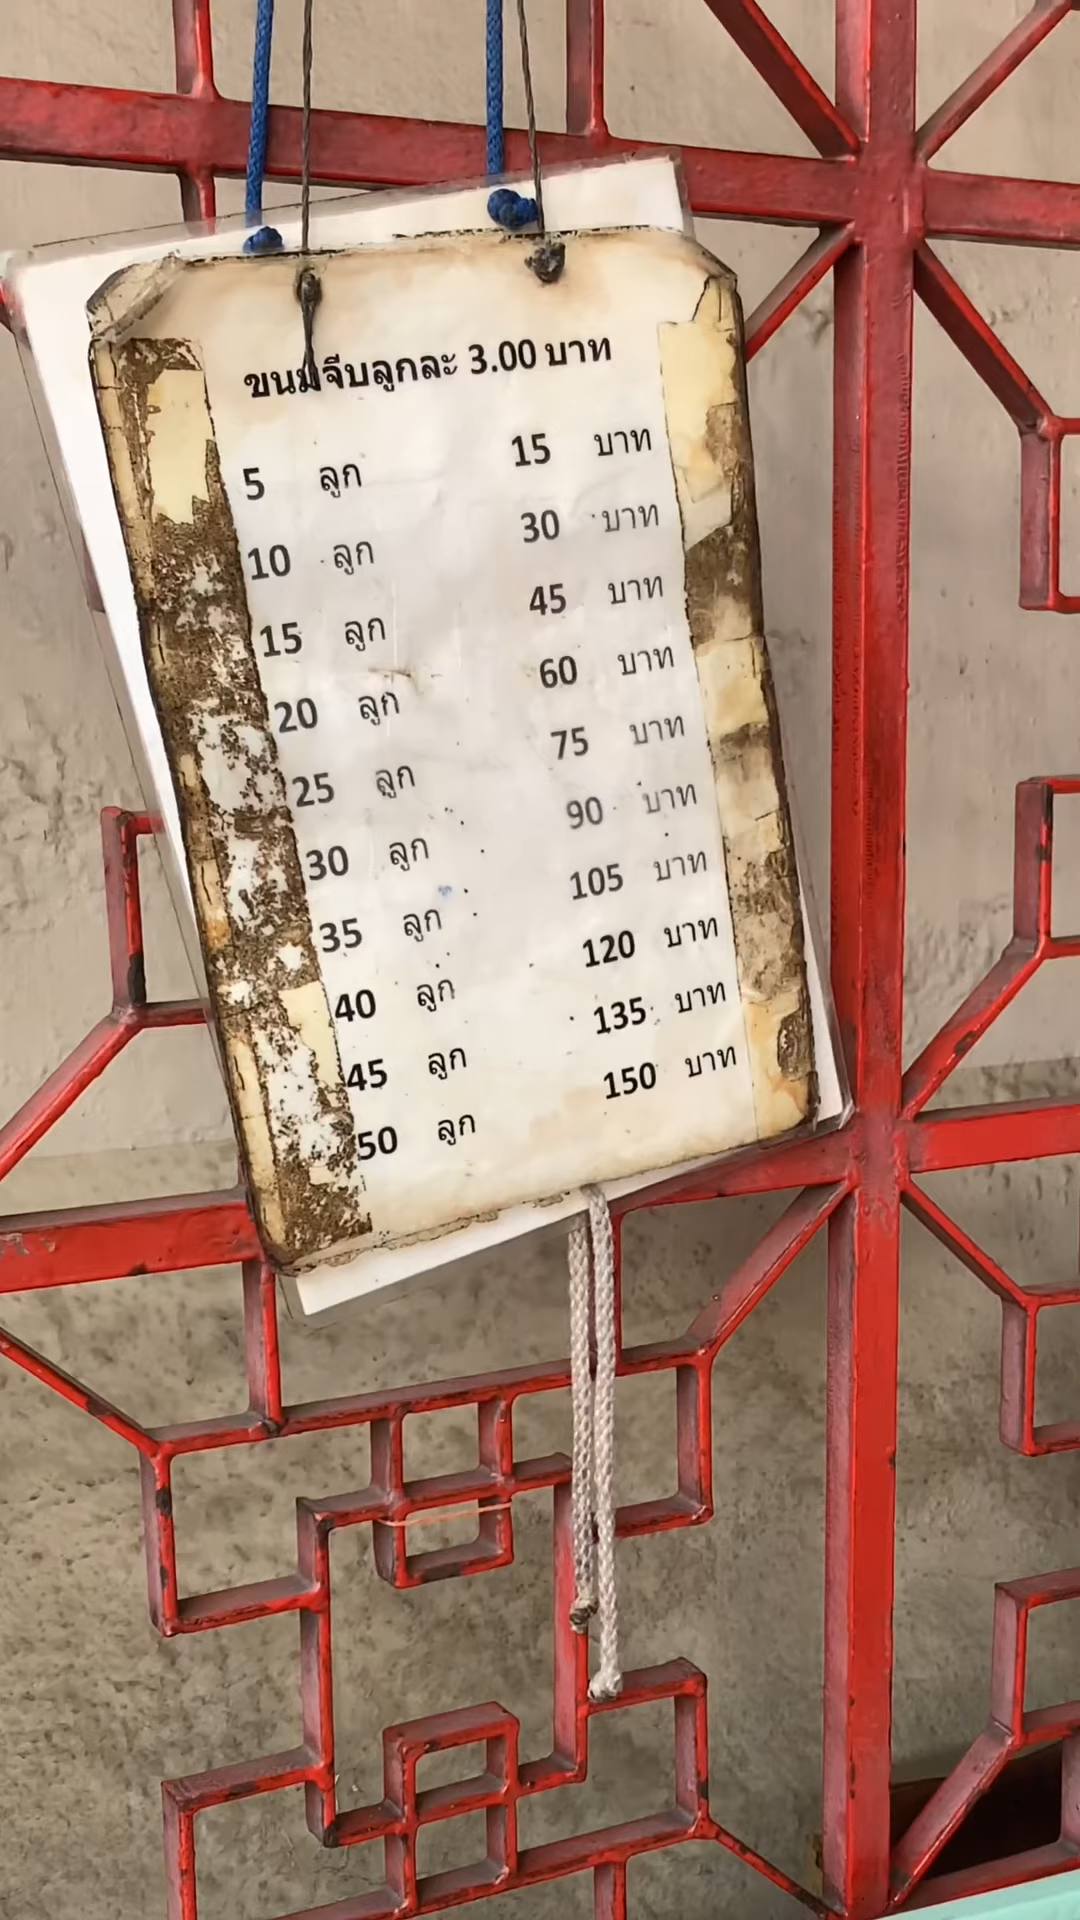 ขนมจีบลูกละ 3.00 บาท
5 ลูก 15 บาท
10 ลูก 30 บาท
15 ลูก 45 บาท
20 ลูก 60 บาท
25 ลูก 75 บาท
30 ลูก 90 บาท
35 ลูก 105 บาท
40 ลูก 120 บาท
45 ลูก 135 บาท
50 ลูก 150 บาท